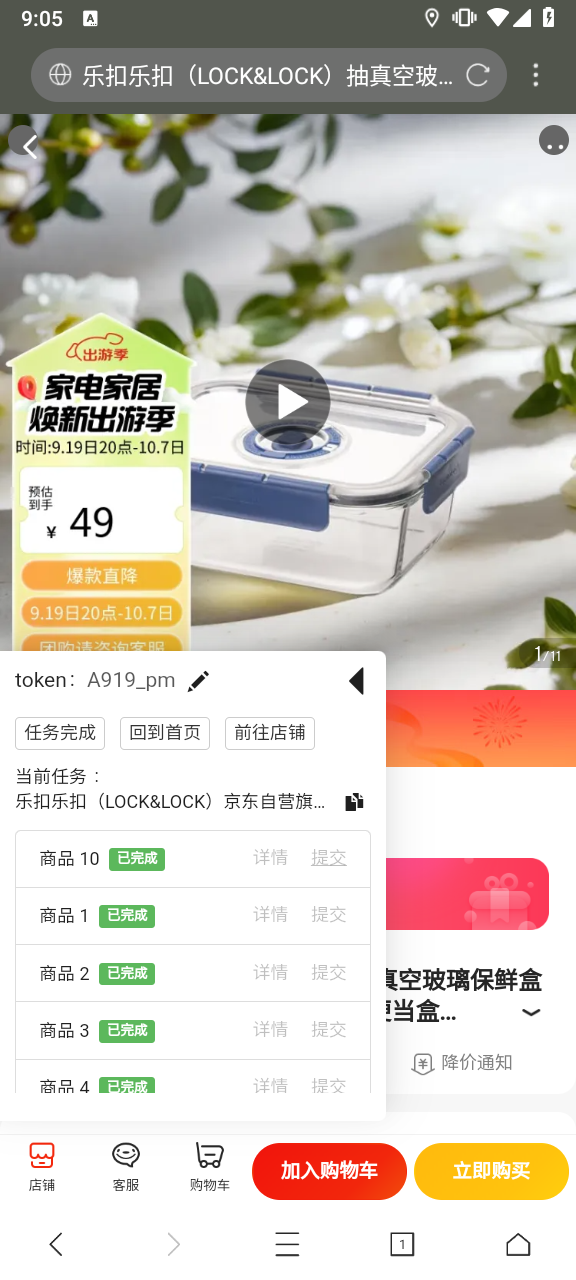 9:05
A
乐扣乐扣（LOCK&LOCK）抽真空玻...
出游季
家电家居
焕新出游季
时间:9.19日20点-10.7日
预估
到手
¥ 49
爆款直降
9.19日20点-10.7日
团购请咨询客服
1/11
token： A919_pm
任务完成 回到首页 前往店铺
当前任务：
乐扣乐扣（LOCK&LOCK）京东自营旗...
商品 10 已完成 详情 提交
商品 1 已完成 详情 提交
商品 2 已完成 详情 提交
商品 3 已完成 详情 提交
商品 4 已完成 详情 提交
真空玻璃保鲜盒
便当盒...
降价通知
店铺 客服 购物车 加入购物车 立即购买
1